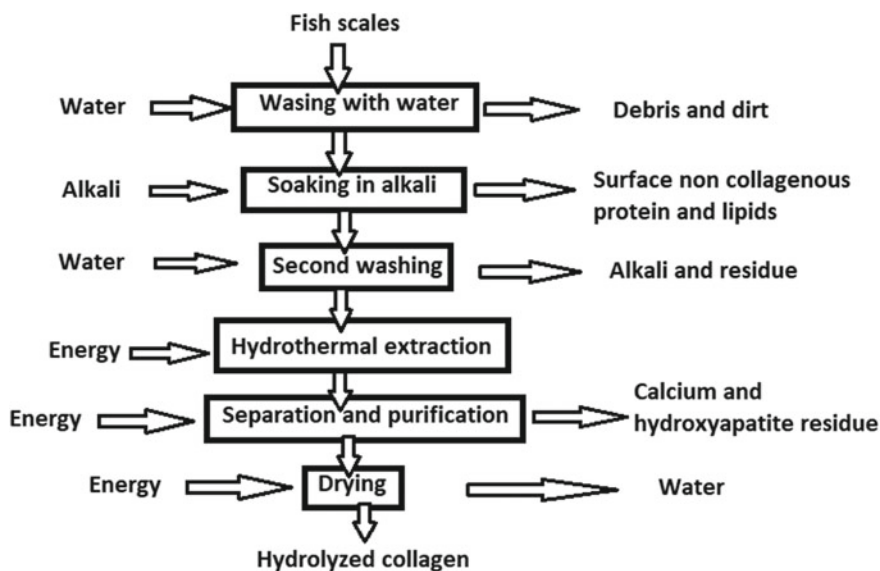 Fish scales
Water
Wasing with water
Debris and dirt
Alkali
Soaking in alkali
Surface non collagenous
protein and lipids
Water
Second washing
Alkali and residue
Energy
Hydrothermal extraction
Energy
Separation and purification
Calcium and
hydroxyapatite residue
Energy
Drying
Water
Hydrolyzed collagen